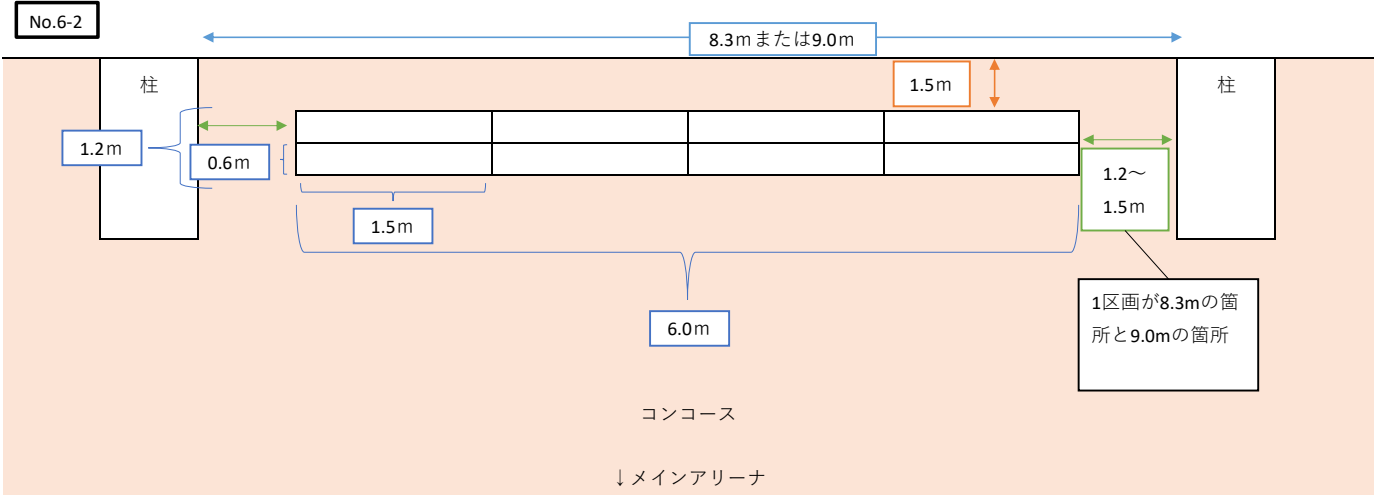 No.6-2
8.3mまたは9.0m
柱
1.5m
柱
1.2m
0.6m
1.2～
1.5m
1.5m
1区画が8.3mの箇
所と9.0mの箇所
6.0m
コンコース
↓メインアリーナ